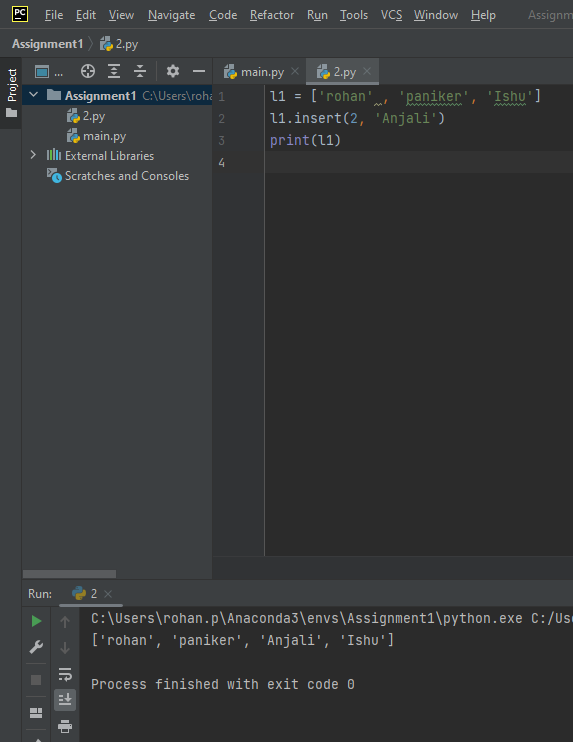 PC File Edit View Navigate Code Refactor Run Tools VCS Window Help Assignm
Assignment1 2.py
Project
... main.py 2.py
Assignment1 C:\Users\roha
2.py
main.py
External Libraries
Scratches and Consoles
1 l1 = ['rohan' , 'paniker', 'Ishu']
2 l1.insert(2, 'Anjali')
3 print(l1)
4
Run: 2
C:\Users\rohan.p\Anaconda3\envs\Assignment1\python.exe C:/Use
['rohan', 'paniker', 'Anjali', 'Ishu']
Process finished with exit code 0